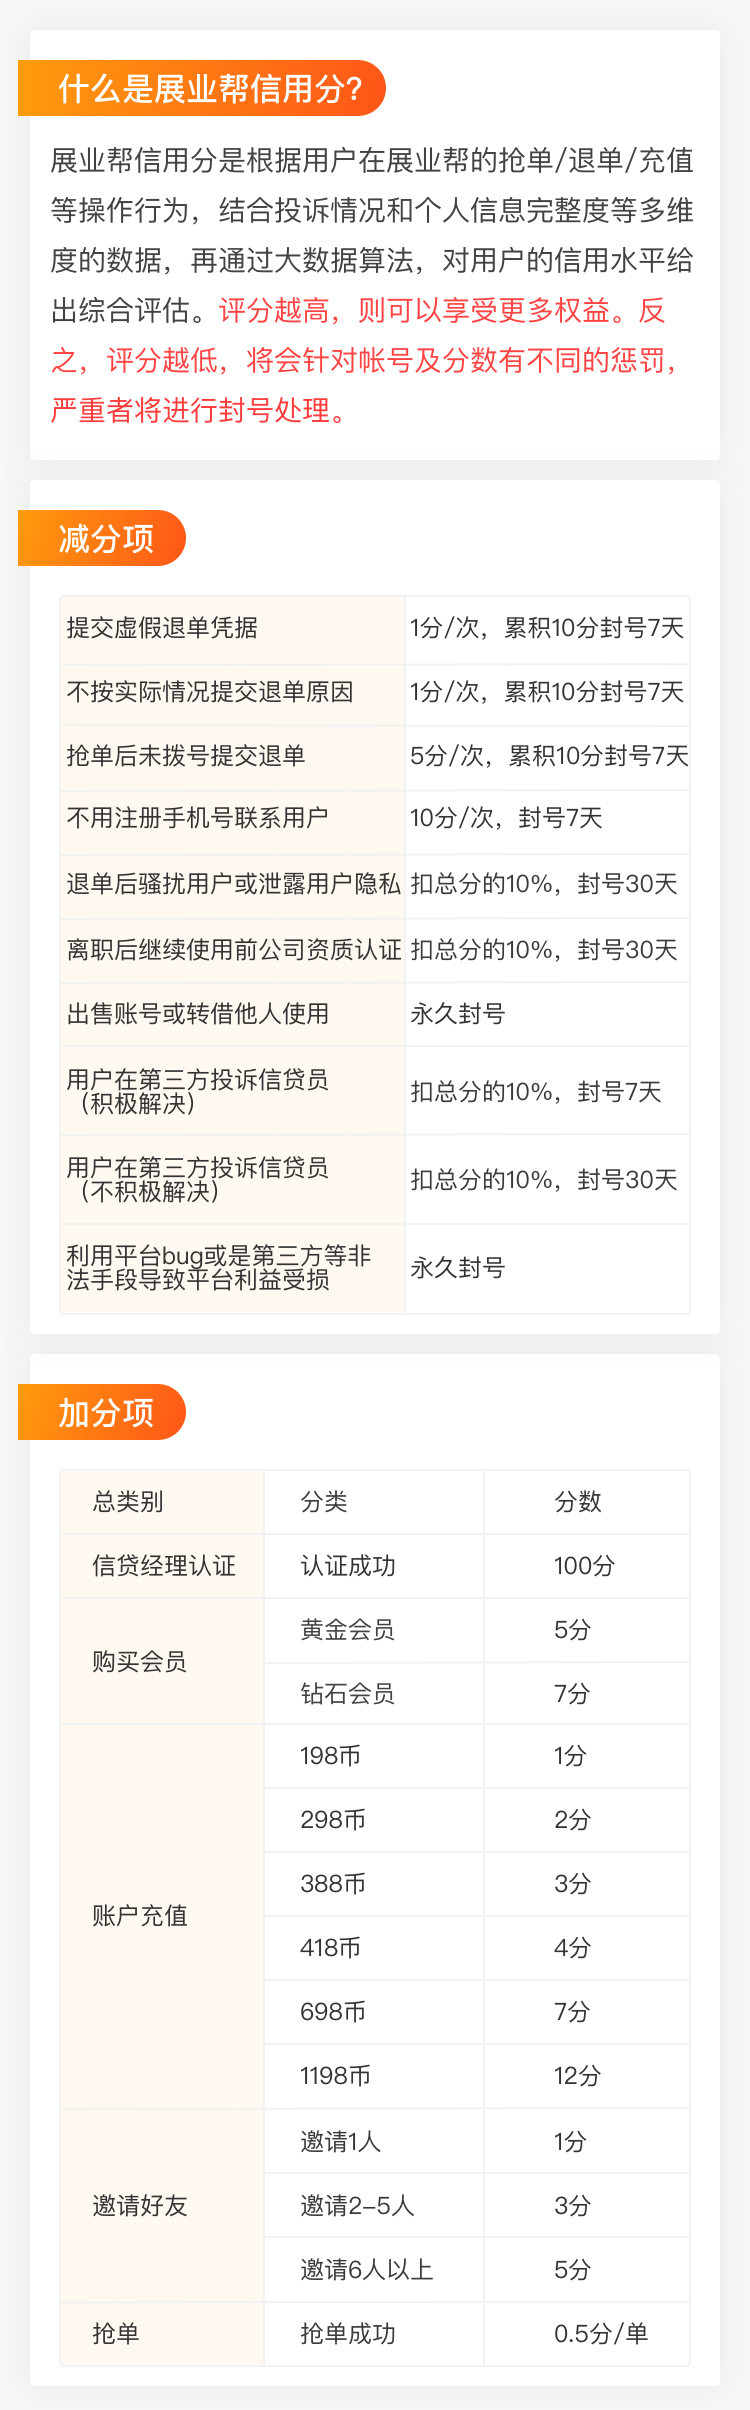 什么是展业帮信用分?
展业帮信用分是根据用户在展业帮的抢单/退单/充值
等操作行为，结合投诉情况和个人信息完整度等多维
度的数据，再通过大数据算法，对用户的信用水平给
出综合评估。评分越高，则可以享受更多权益。反
之，评分越低，将会针对帐号及分数有不同的惩罚，
严重者将进行封号处理。
减分项
提交虚假退单凭据 1分/次，累积10分封号7天
不按实际情况提交退单原因 1分/次，累积10分封号7天
抢单后未拨号提交退单 5分/次，累积10分封号7天
不用注册手机号联系用户 10分/次，封号7天
退单后骚扰用户或泄露用户隐私 扣总分的10%，封号30天
离职后继续使用前公司资质认证 扣总分的10%，封号30天
出售账号或转借他人使用 永久封号
用户在第三方投诉信贷员
（积极解决） 扣总分的10%，封号7天
用户在第三方投诉信贷员
（不积极解决） 扣总分的10%，封号30天
利用平台bug或是第三方等非
法手段导致平台利益受损 永久封号
加分项
总类别 分类 分数
信贷经理认证 认证成功 100分
购买会员 黄金会员 5分
钻石会员 7分
账户充值 198币 1分
298币 2分
388币 3分
418币 4分
698币 7分
1198币 12分
邀请好友 邀请1人 1分
邀请2-5人 3分
邀请6人以上 5分
抢单 抢单成功 0.5分/单